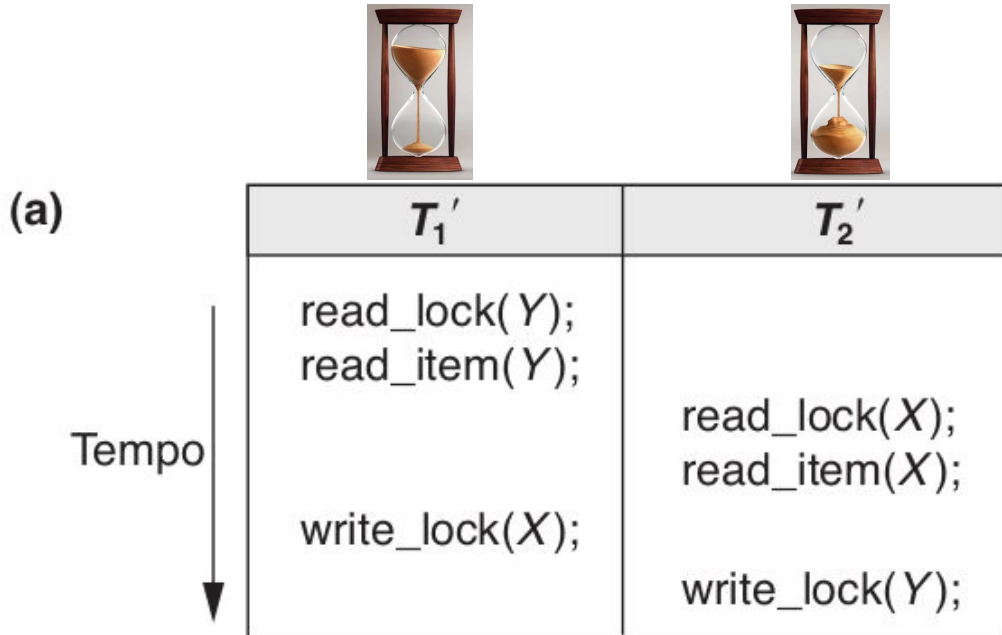 (a)
T₁′ T₂′
read_lock(Y);
read_item(Y);
read_lock(X);
Tempo
read_item(X);
write_lock(X);
write_lock(Y);